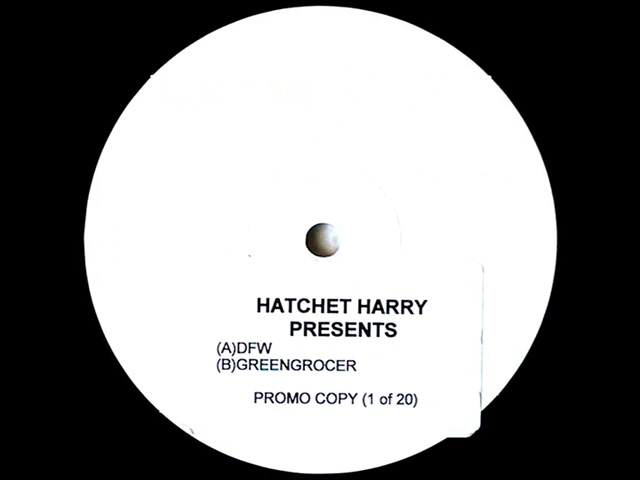 HATCHET HARRY
PRESENTS
(A)DFW
(B)GREENGROCER
PROMO COPY (1 of 20)